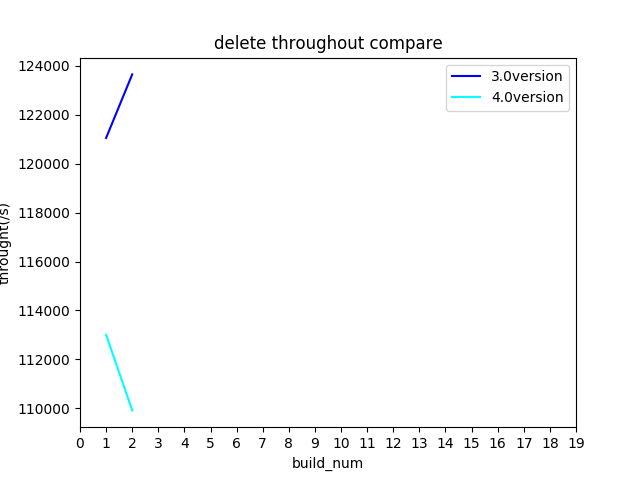 delete throughout compare
124000
122000
120000
118000
116000
114000
112000
110000
throught(/s)
3.0version
4.0version
0 1 2 3 4 5 6 7 8 9 10 11 12 13 14 15 16 17 18 19
build_num